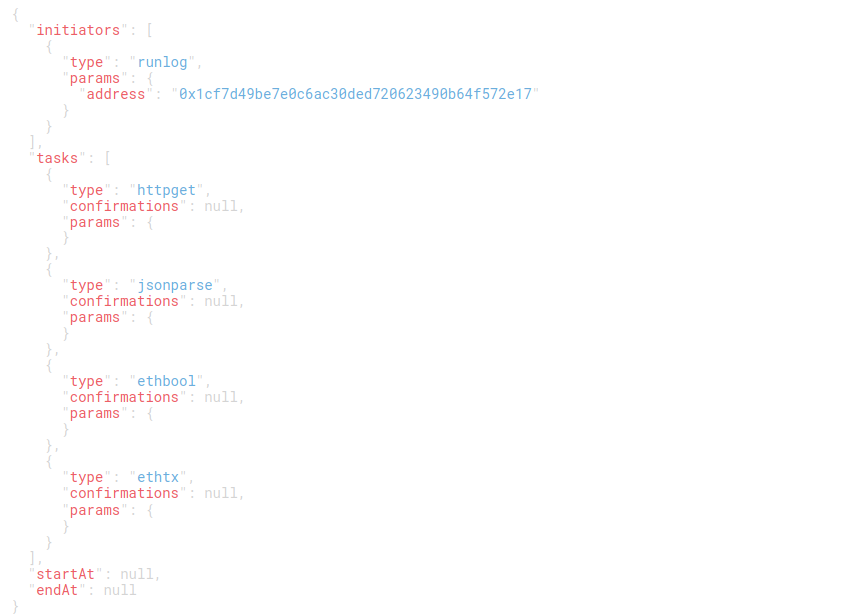 {
  "initiators": [
    {
      "type": "runlog",
      "params": {
        "address": "0x1cf7d49be7e0c6ac30ded720623490b64f572e17"
      }
    }
  ],
  "tasks": [
    {
      "type": "httpget",
      "confirmations": null,
      "params": {
      }
    },
    {
      "type": "jsonparse",
      "confirmations": null,
      "params": {
      }
    },
    {
      "type": "ethbool",
      "confirmations": null,
      "params": {
      }
    },
    {
      "type": "ethtx",
      "confirmations": null,
      "params": {
      }
    }
  ],
  "startAt": null,
  "endAt": null
}